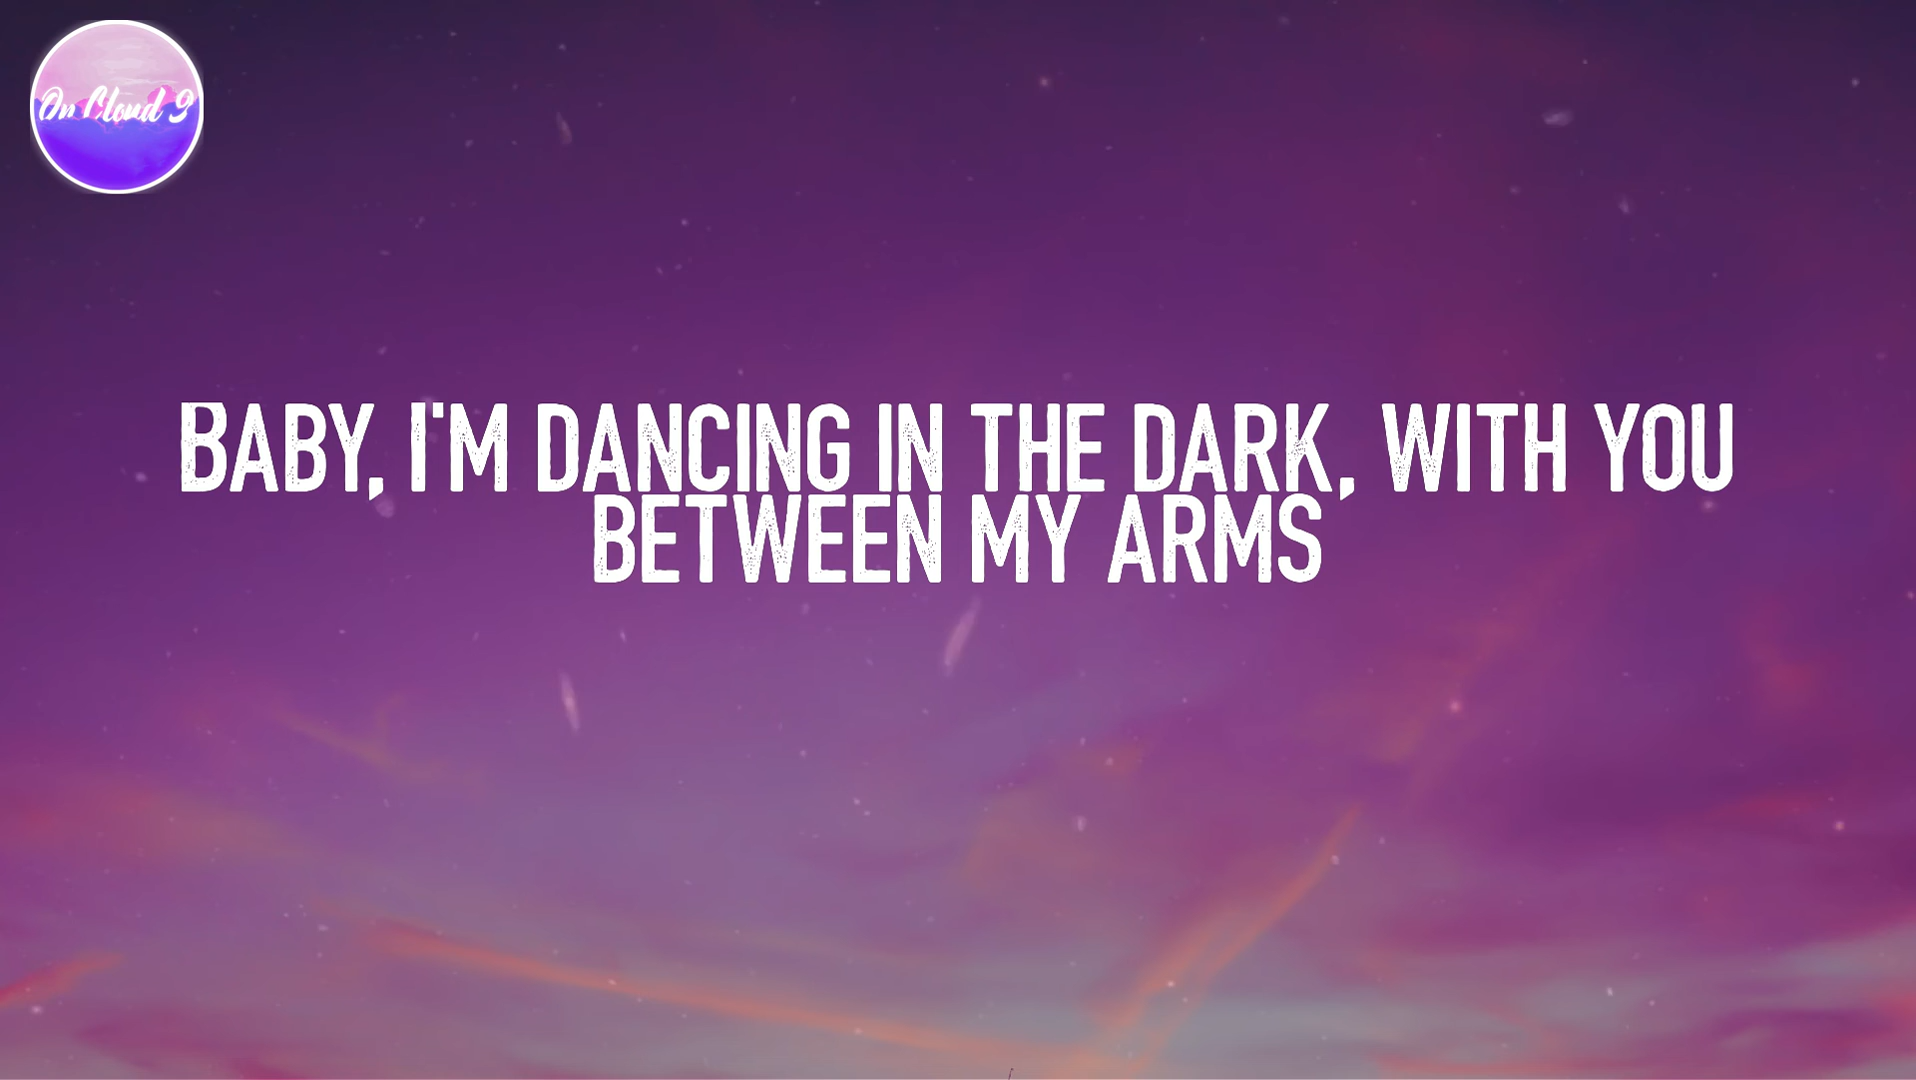 On Cloud 9
BABY, I'M DANCING IN THE DARK, WITH YOU
BETWEEN MY ARMS